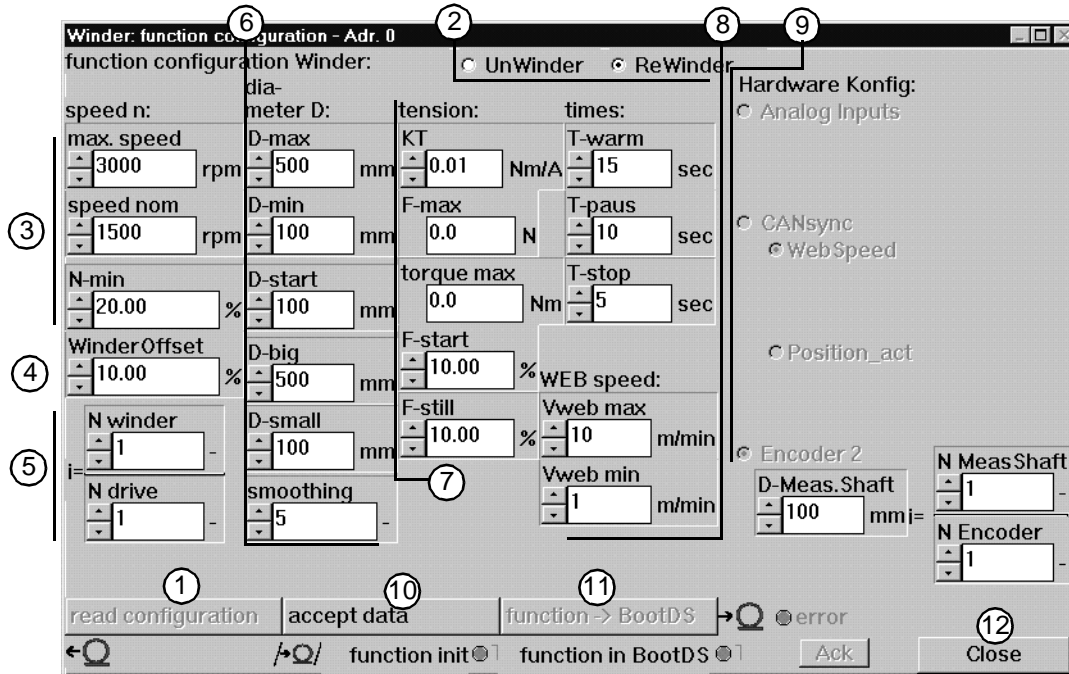 6
2
8
9
Winder: function configuration - Adr. 0
function configuration Winder:
UnWinder
ReWinder
Hardware Konfig:
speed n:
dia-
meter D:
tension:
times:
Analog Inputs
max. speed
3000 rpm
D-max
500 mm
KT
0.01 Nm/A
T-warm
15 sec
3
speed nom
1500 rpm
D-min
100 mm
F-max
0.0 N
T-paus
10 sec
CANsync
WebSpeed
N-min
20.00 %
D-start
100 mm
torque max
0.0 Nm
T-stop
5 sec
4
WinderOffset
10.00 %
D-big
500 mm
F-start
10.00 %
WEB speed:
Position_act
5
i=
N winder
1 -
N drive
1 -
D-small
100 mm
smoothing
5 -
F-still
10.00 %
7
Vweb max
10 m/min
Vweb min
1 m/min
Encoder 2
D-Meas.Shaft
100 mm
i=
N MeasShaft
1 -
N Encoder
1 -
1
10
11
12
read configuration
accept data
function -> BootDS
error
function init
function in BootDS
Ack
Close